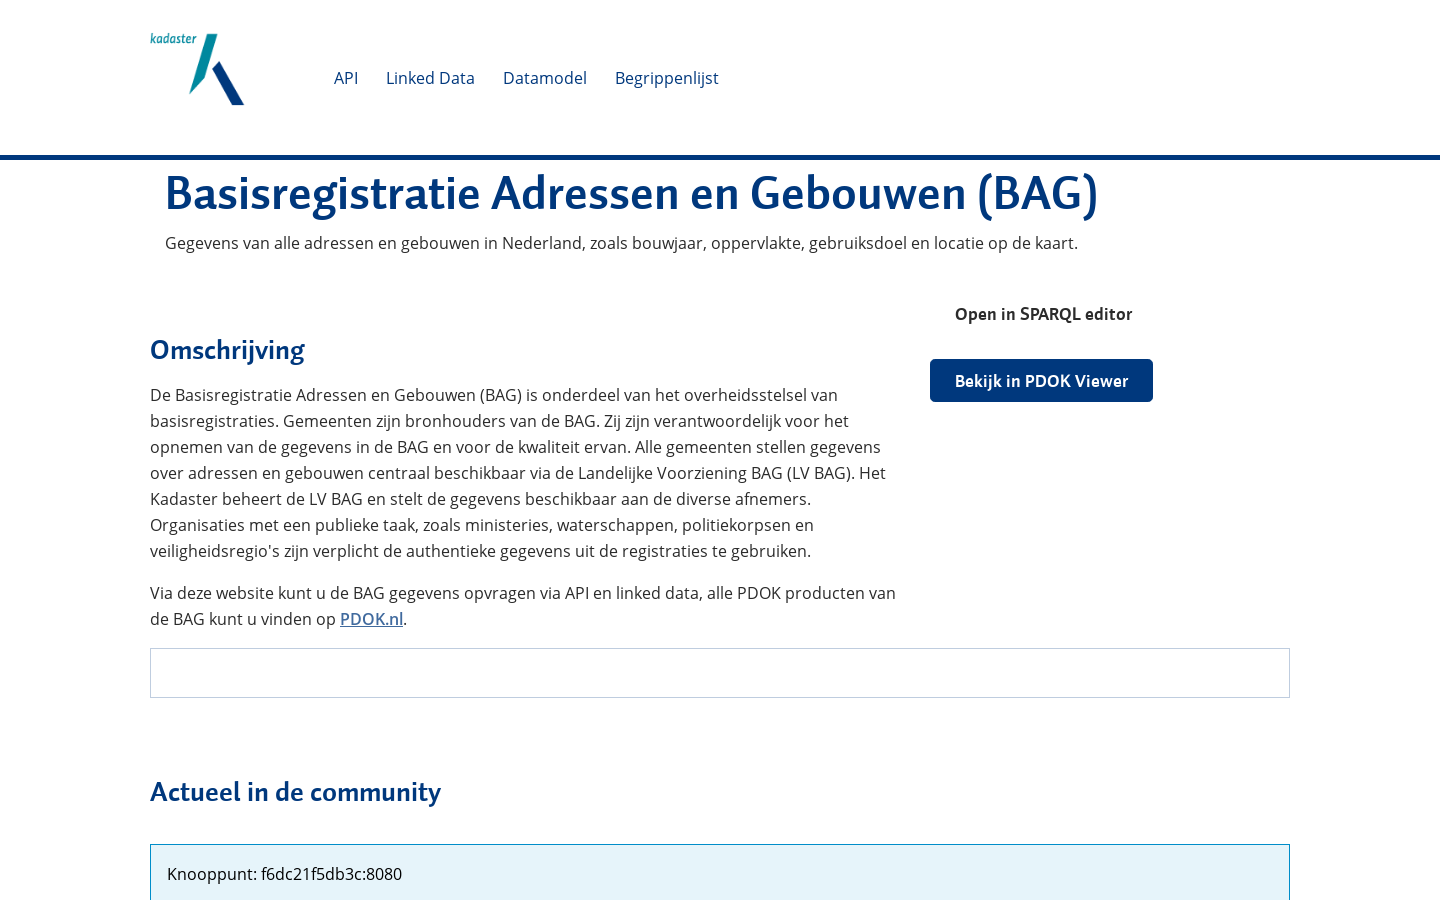 kadaster
API Linked Data Datamodel Begrippenlijst
Basisregistratie Adressen en Gebouwen (BAG)
Gegevens van alle adressen en gebouwen in Nederland, zoals bouwjaar, oppervlakte, gebruiksdoel en locatie op de kaart.
Open in SPARQL editor
Bekijk in PDOK Viewer
Omschrijving
De Basisregistratie Adressen en Gebouwen (BAG) is onderdeel van het overheidsstelsel van
basisregistraties. Gemeenten zijn bronhouders van de BAG. Zij zijn verantwoordelijk voor het
opnemen van de gegevens in de BAG en voor de kwaliteit ervan. Alle gemeenten stellen gegevens
over adressen en gebouwen centraal beschikbaar via de Landelijke Voorziening BAG (LV BAG). Het
Kadaster beheert de LV BAG en stelt de gegevens beschikbaar aan de diverse afnemers.
Organisaties met een publieke taak, zoals ministeries, waterschappen, politiekorpsen en
veiligheidsregio's zijn verplicht de authentieke gegevens uit de registraties te gebruiken.
Via deze website kunt u de BAG gegevens opvragen via API en linked data, alle PDOK producten van
de BAG kunt u vinden op PDOK.nl.
Actueel in de community
Knooppunt: f6dc21f5db3c:8080